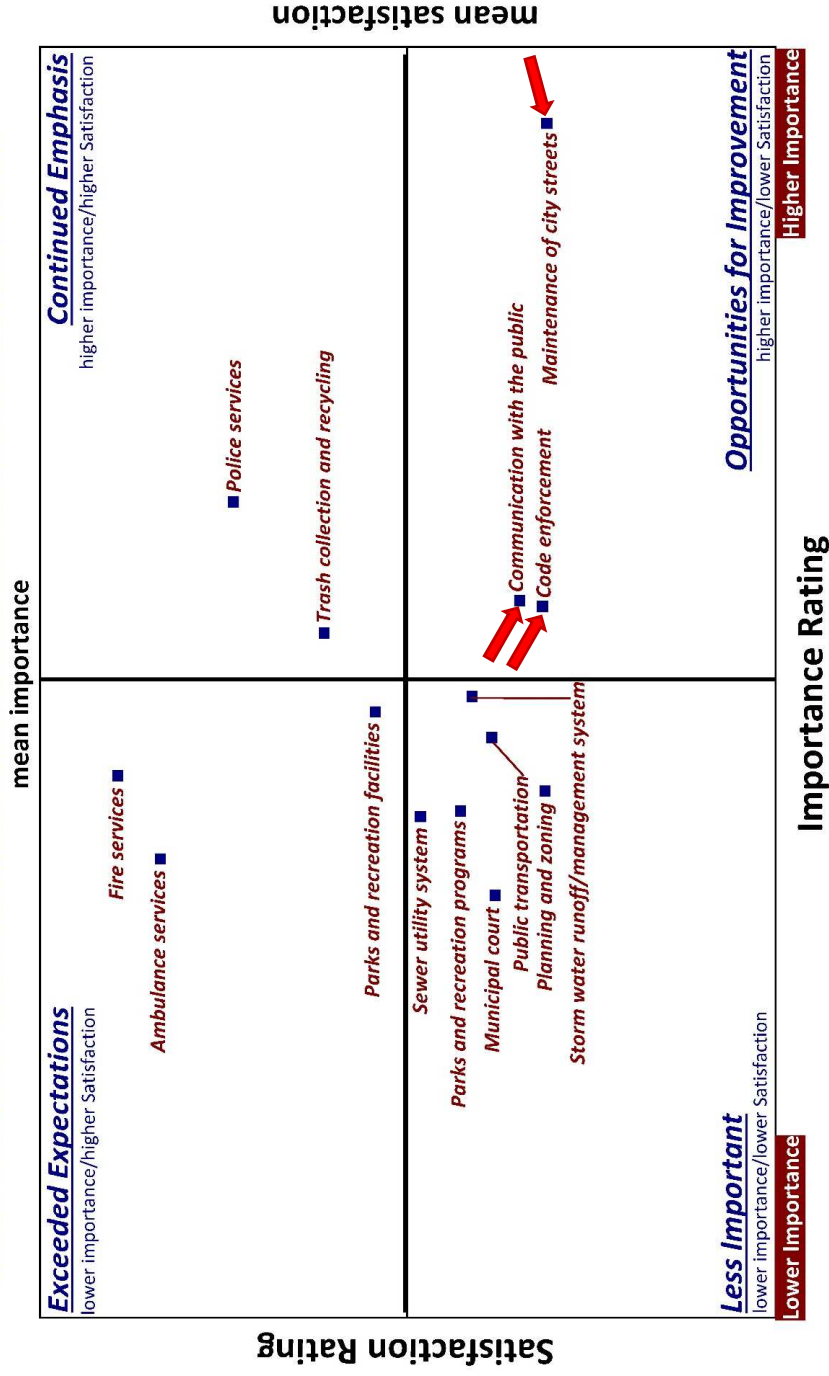 mean importance
Exceeded Expectations
lower importance/higher Satisfaction
Continued Emphasis
higher importance/higher Satisfaction
Fire services
Ambulance services
Police services
Trash collection and recycling
Parks and recreation facilities
Satisfaction Rating
mean satisfaction
Sewer utility system
Parks and recreation programs
Municipal court
Public transportation
Planning and zoning
Storm water runoff/management system
Communication with the public
Code enforcement
Maintenance of city streets
Less Important
lower importance/lower Satisfaction
Opportunities for Improvement
higher importance/lower Satisfaction
Lower Importance
Importance Rating
Higher Importance